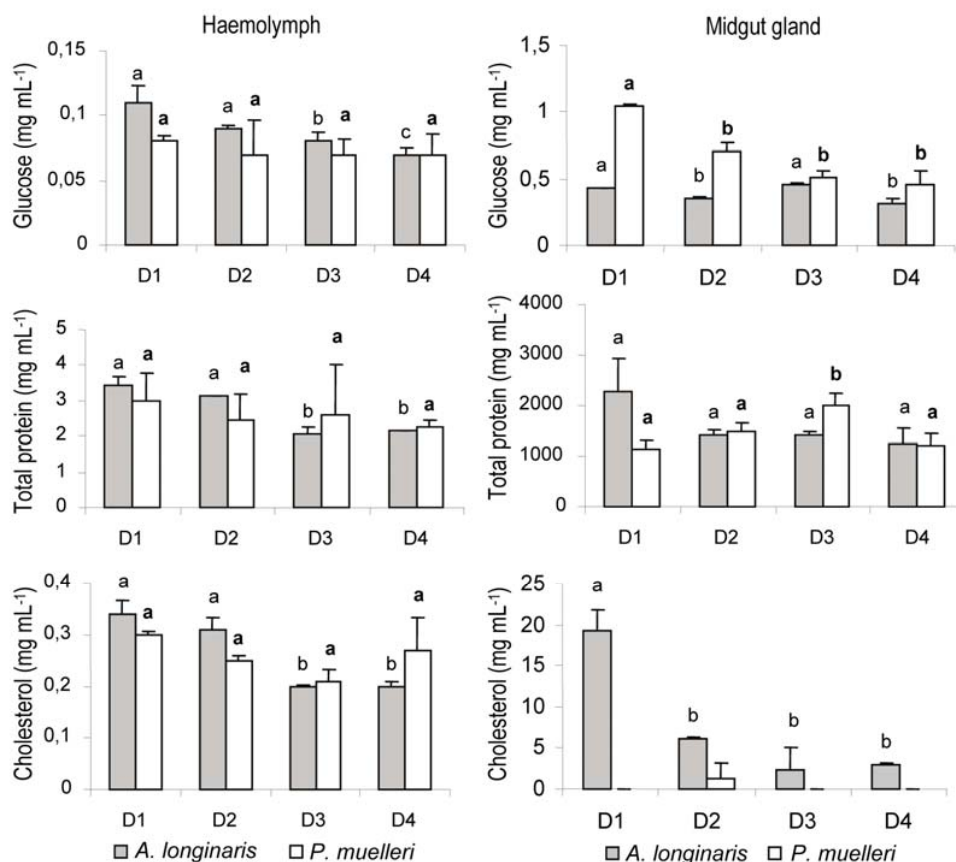 Haemolymph
Midgut gland
Glucose (mg mL-1)
0,15
0,1
0,05
0
a
a
a
a
b
a
c
a
D1 D2 D3 D4
Glucose (mg mL-1)
1,5
1
0,5
0
a
a
b
b
a
b
b
b
D1 D2 D3 D4
Total protein (mg mL-1)
5
4
3
2
1
0
a
a
a
a
b
a
b
a
D1 D2 D3 D4
Total protein (mg mL-1)
4000
3000
2000
1000
0
a
a
a
a
a
b
a
a
D1 D2 D3 D4
Cholesterol (mg mL-1)
0,4
0,3
0,2
0,1
0
a
a
a
a
b
a
b
a
D1 D2 D3 D4
A. longinaris P. muelleri
Cholesterol (mg mL-1)
25
20
15
10
5
0
a
b
b
b
D1 D2 D3 D4
A. longinaris P. muelleri